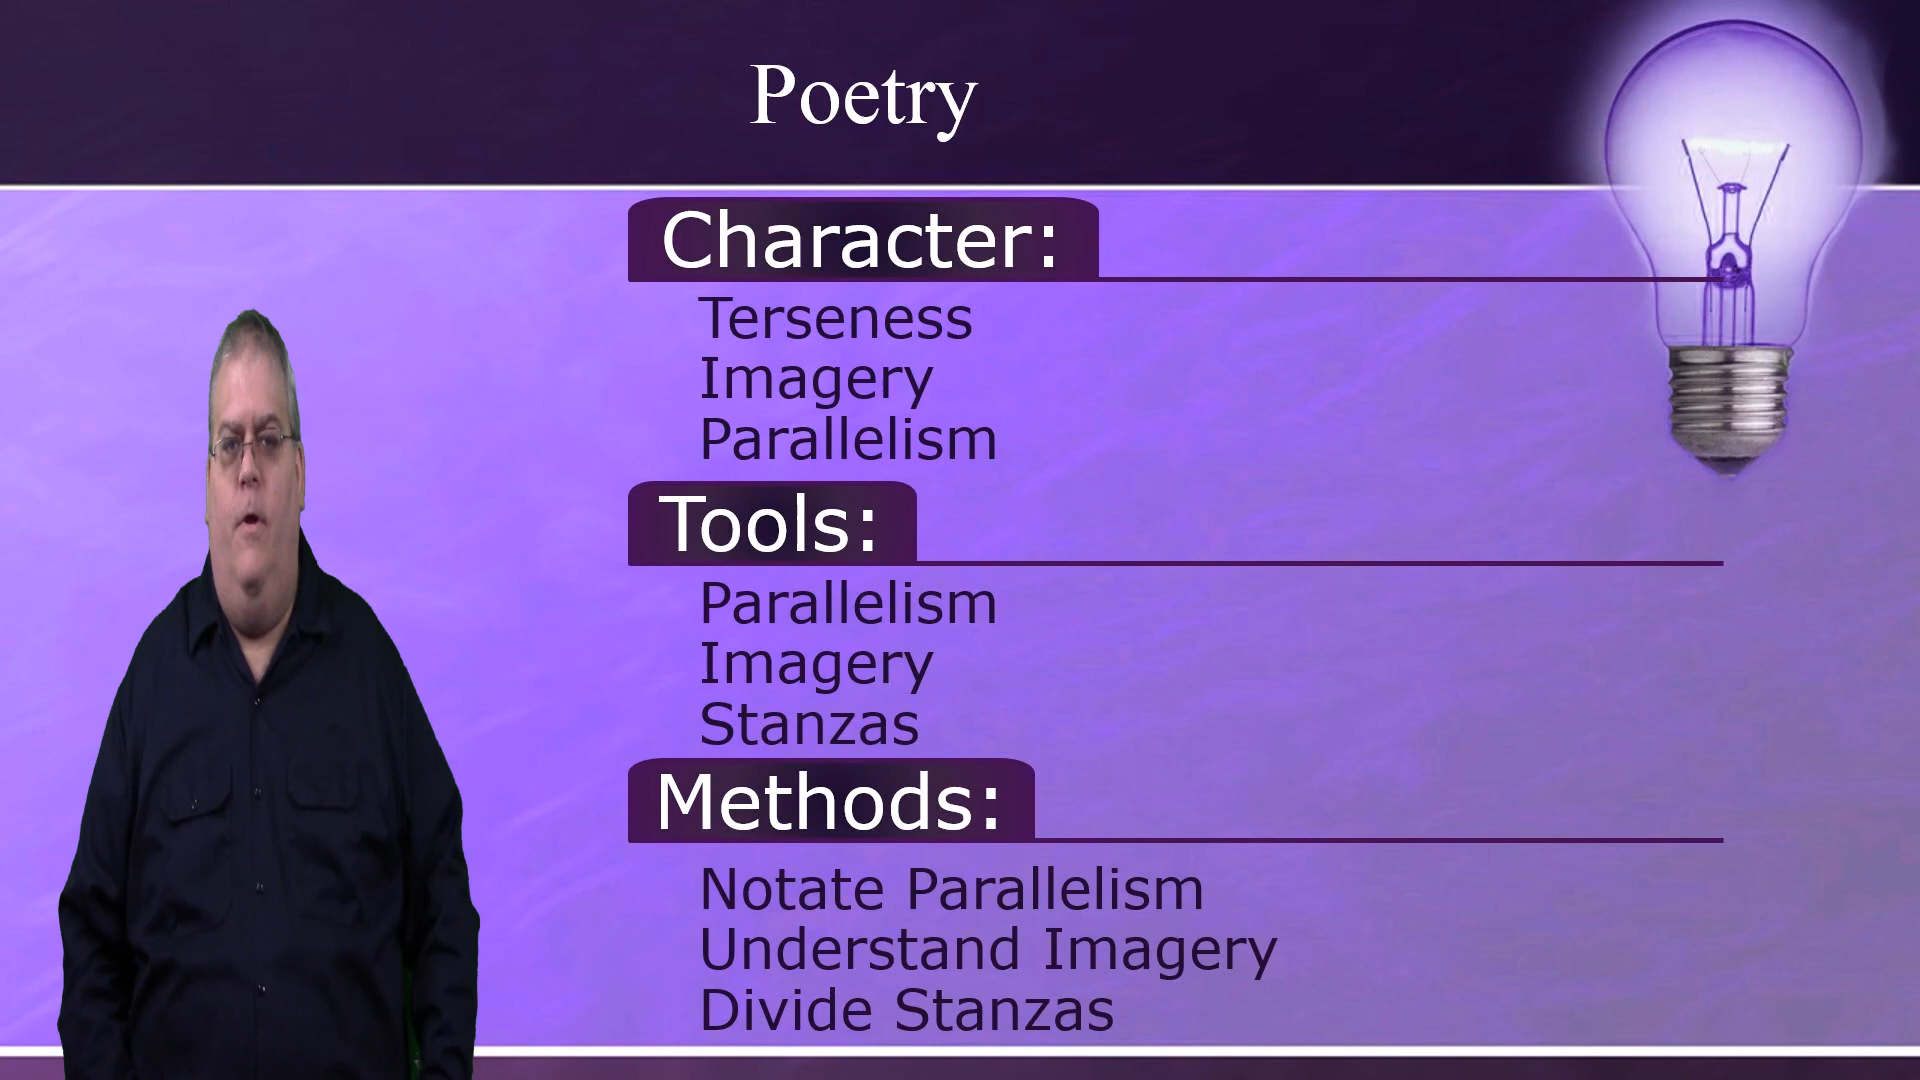 Poetry
Character:
Terseness
Imagery
Parallelism
Tools:
Parallelism
Imagery
Stanzas
Methods:
Notate Parallelism
Understand Imagery
Divide Stanzas